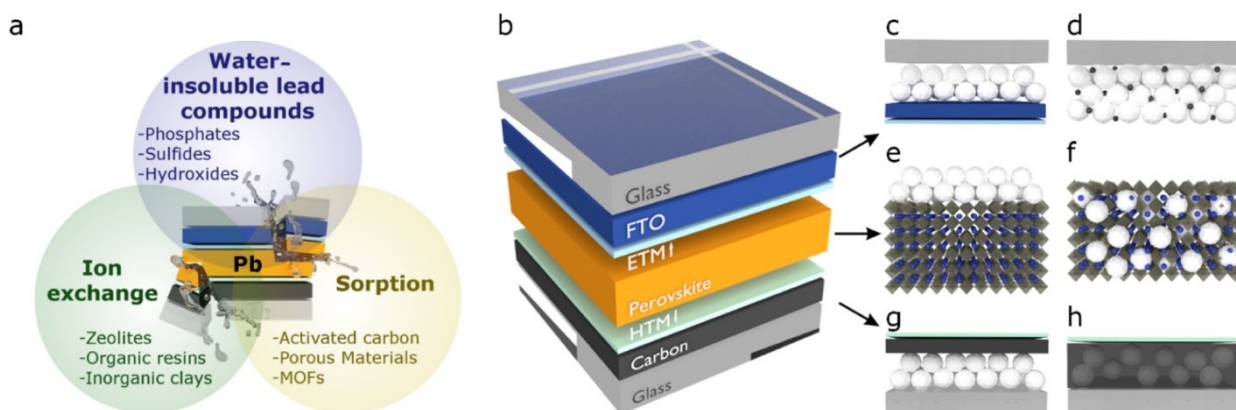 a
Water-
insoluble lead
compounds
-Phosphates
-Sulfides
-Hydroxides
Ion
exchange
Pb
Sorption
-Zeolites
-Organic resins
-Inorganic clays
-Activated carbon
-Porous Materials
-MOFs
b
Glass
FTO
ETM
Perovskite
HTM
Carbon
Glass
c
d
e
f
g
h